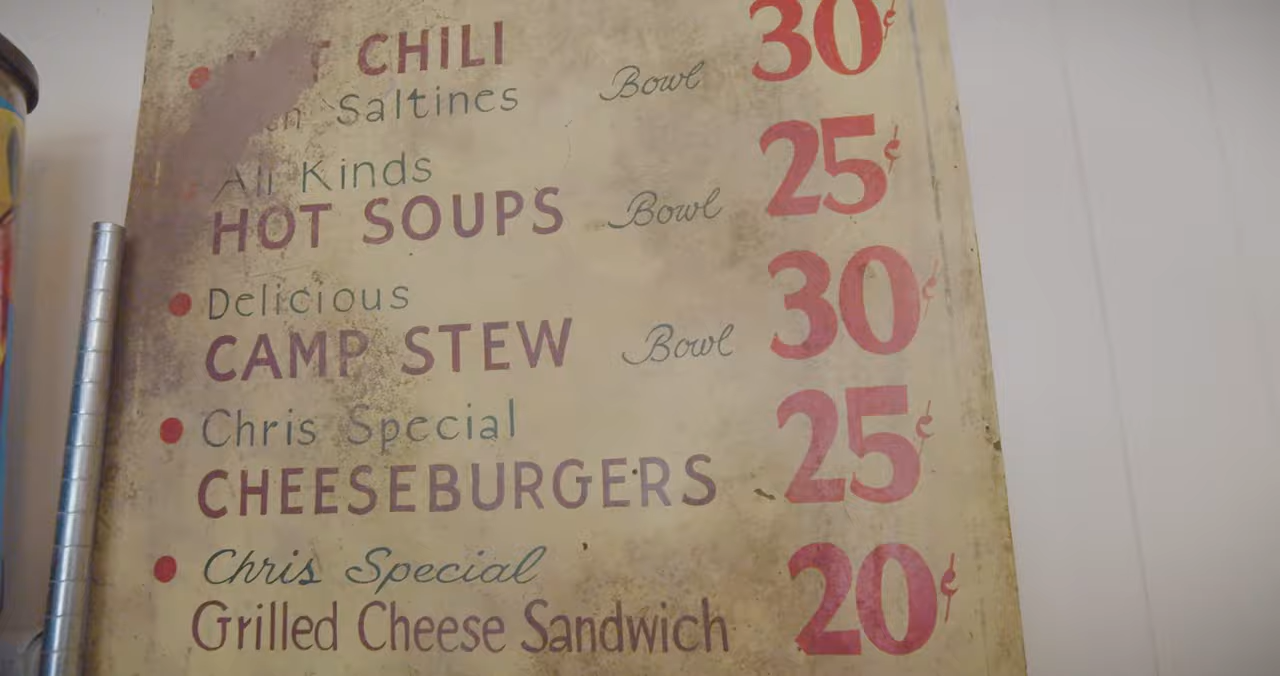 CHILI
Saltines Bowl 30¢
All Kinds
HOT SOUPS Bowl 25¢
Delicious
CAMP STEW Bowl 30¢
Chris Special
CHEESEBURGERS 25¢
Chris Special
Grilled Cheese Sandwich 20¢